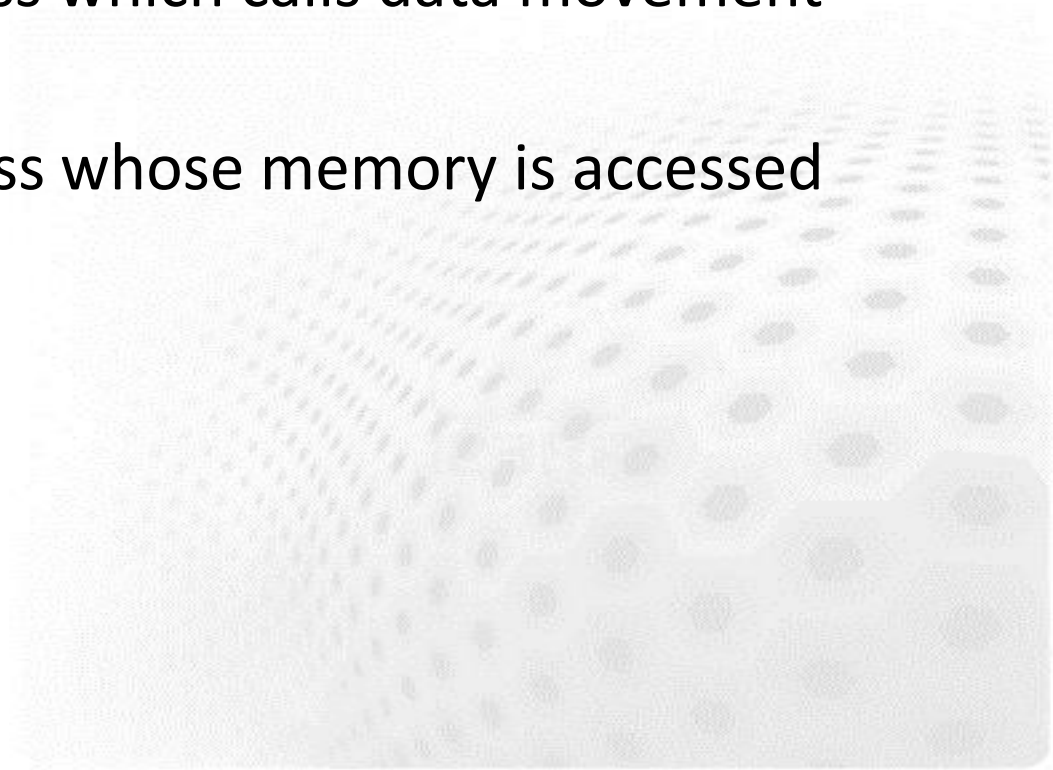 ss which calls data movement
ss whose memory is accessed